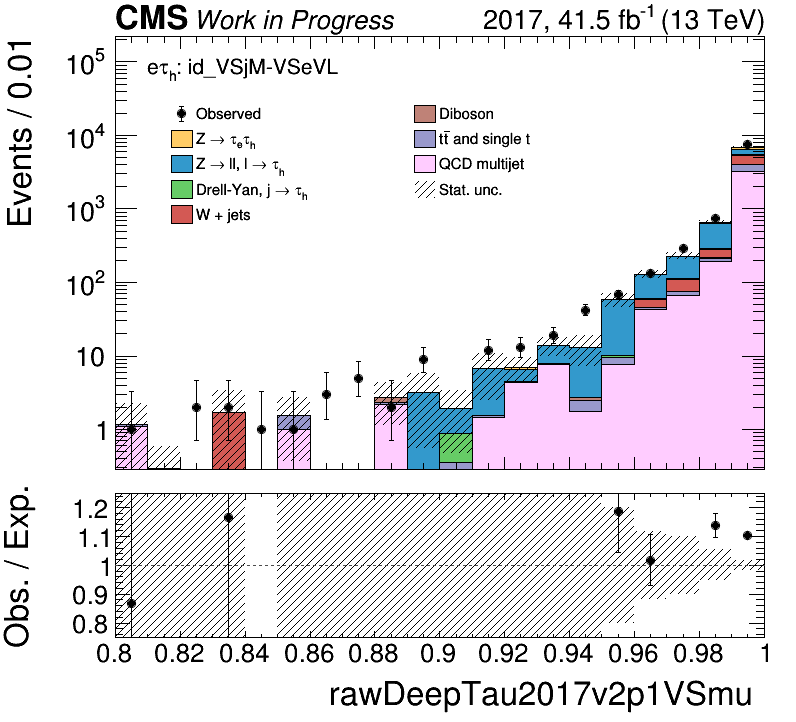 CMS Work in Progress 2017, 41.5 fb⁻¹ (13 TeV)
Events / 0.01
eτₕ: id_VSjM-VSeVL
Observed
Z → τₑτₕ
Z → ll, l → τₕ
Drell-Yan, j → τₕ
W + jets
Diboson
tt̄ and single t
QCD multijet
Stat. unc.
10⁵
10⁴
10³
10²
10
1
Obs. / Exp.
1.2
1.1
1
0.9
0.8
0.8 0.82 0.84 0.86 0.88 0.9 0.92 0.94 0.96 0.98 1
rawDeepTau2017v2p1VSmu